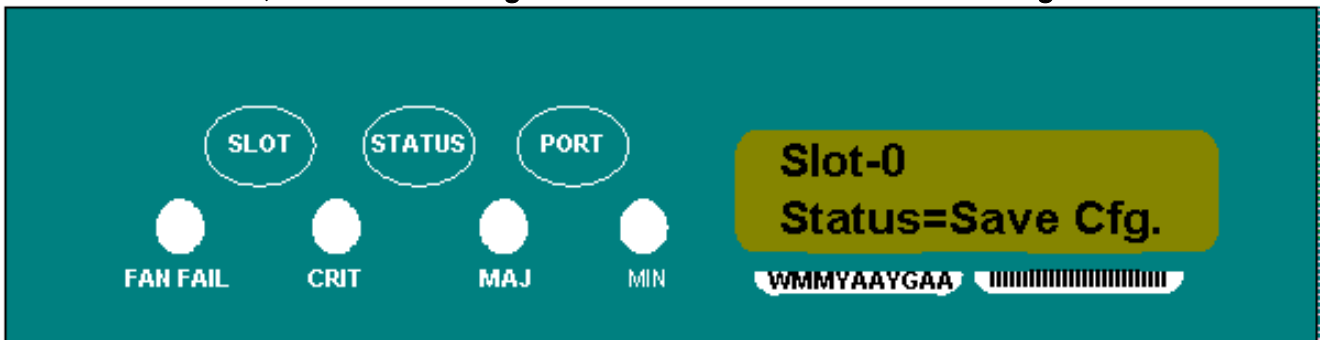 SLOT STATUS PORT
Slot-0
Status=Save Cfg.
FAN FAIL CRIT MAJ MIN
WMMYAAYGAA